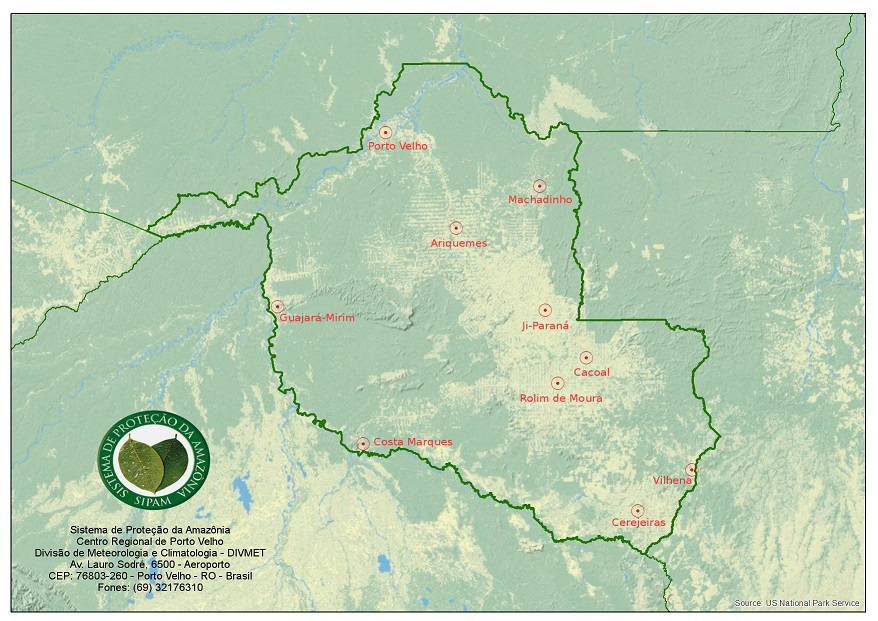 Porto Velho
Machadinho
Ariquemes
Guajará-Mirim
Ji-Paraná
Cacoal
Rolim de Moura
Costa Marques
Vilhena
Cerejeiras
SISTEMA DE PROTEÇÃO DA AMAZÔNIA
SIPAM
Sistema de Proteção da Amazônia
Centro Regional de Porto Velho
Divisão de Meteorologia e Climatologia - DIVMET
Av. Lauro Sodré, 6500 - Aeroporto
CEP: 76803-260 - Porto Velho - RO - Brasil
Fones: (69) 32176310
Source: US National Park Service